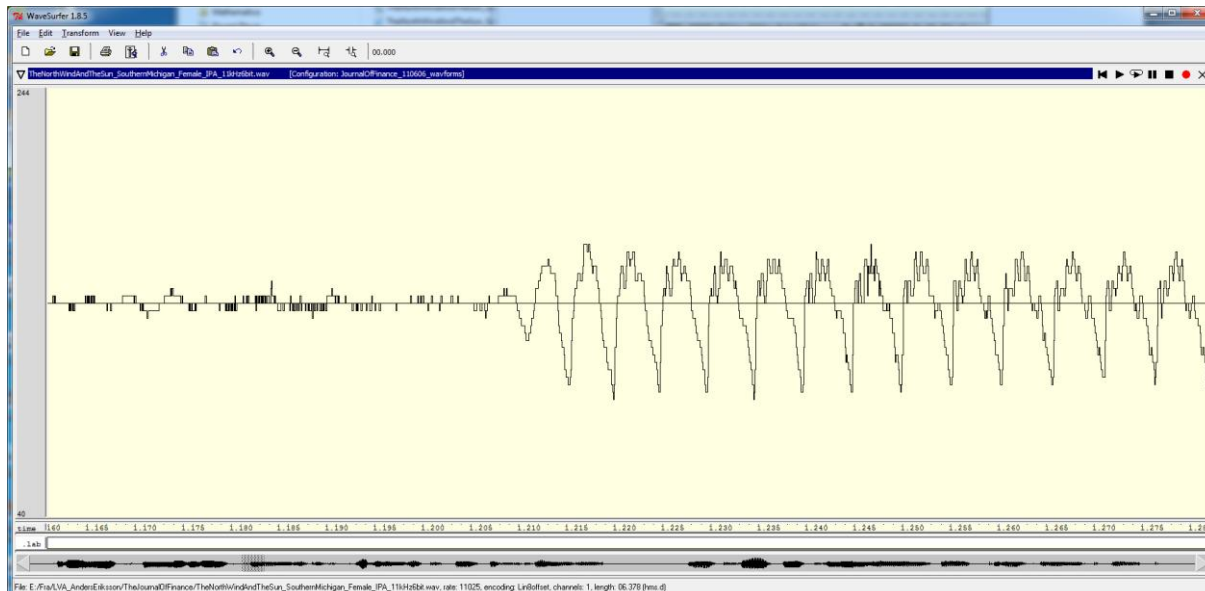 WaveSurfer 1.8.5
File Edit Transform View Help
00.000
TheNorthWindAndTheSun_SouthernMichigan_Female_IPA_11kHz6bit.wav [Configuration: JournalOfFinance_110606_wavforms]
244
40
time 160 1.165 1.170 1.175 1.180 1.185 1.190 1.195 1.200 1.205 1.210 1.215 1.220 1.225 1.230 1.235 1.240 1.245 1.250 1.255 1.260 1.265 1.270 1.275 1.28
.lab
File: E:/Fra/LVA_AndersEriksson/TheJournalOfFinance/TheNorthWindAndTheSun_SouthernMichigan_Female_IPA_11kHz6bit.wav, rate: 11025, encoding: Lin8offset, channels: 1, length: 06.378 (hms.d)